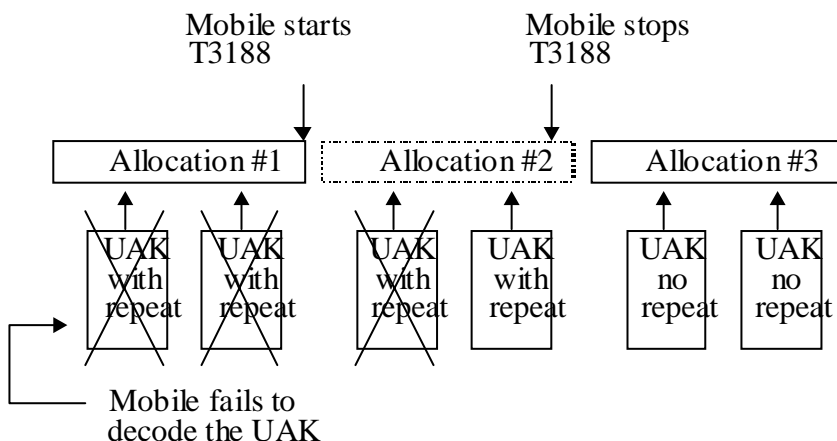 Mobile starts
T3188
Mobile stops
T3188
Allocation #1
Allocation #2
Allocation #3
UAK
with
repeat
UAK
with
repeat
UAK
with
repeat
UAK
with
repeat
UAK
no
repeat
UAK
no
repeat
Mobile fails to
decode the UAK